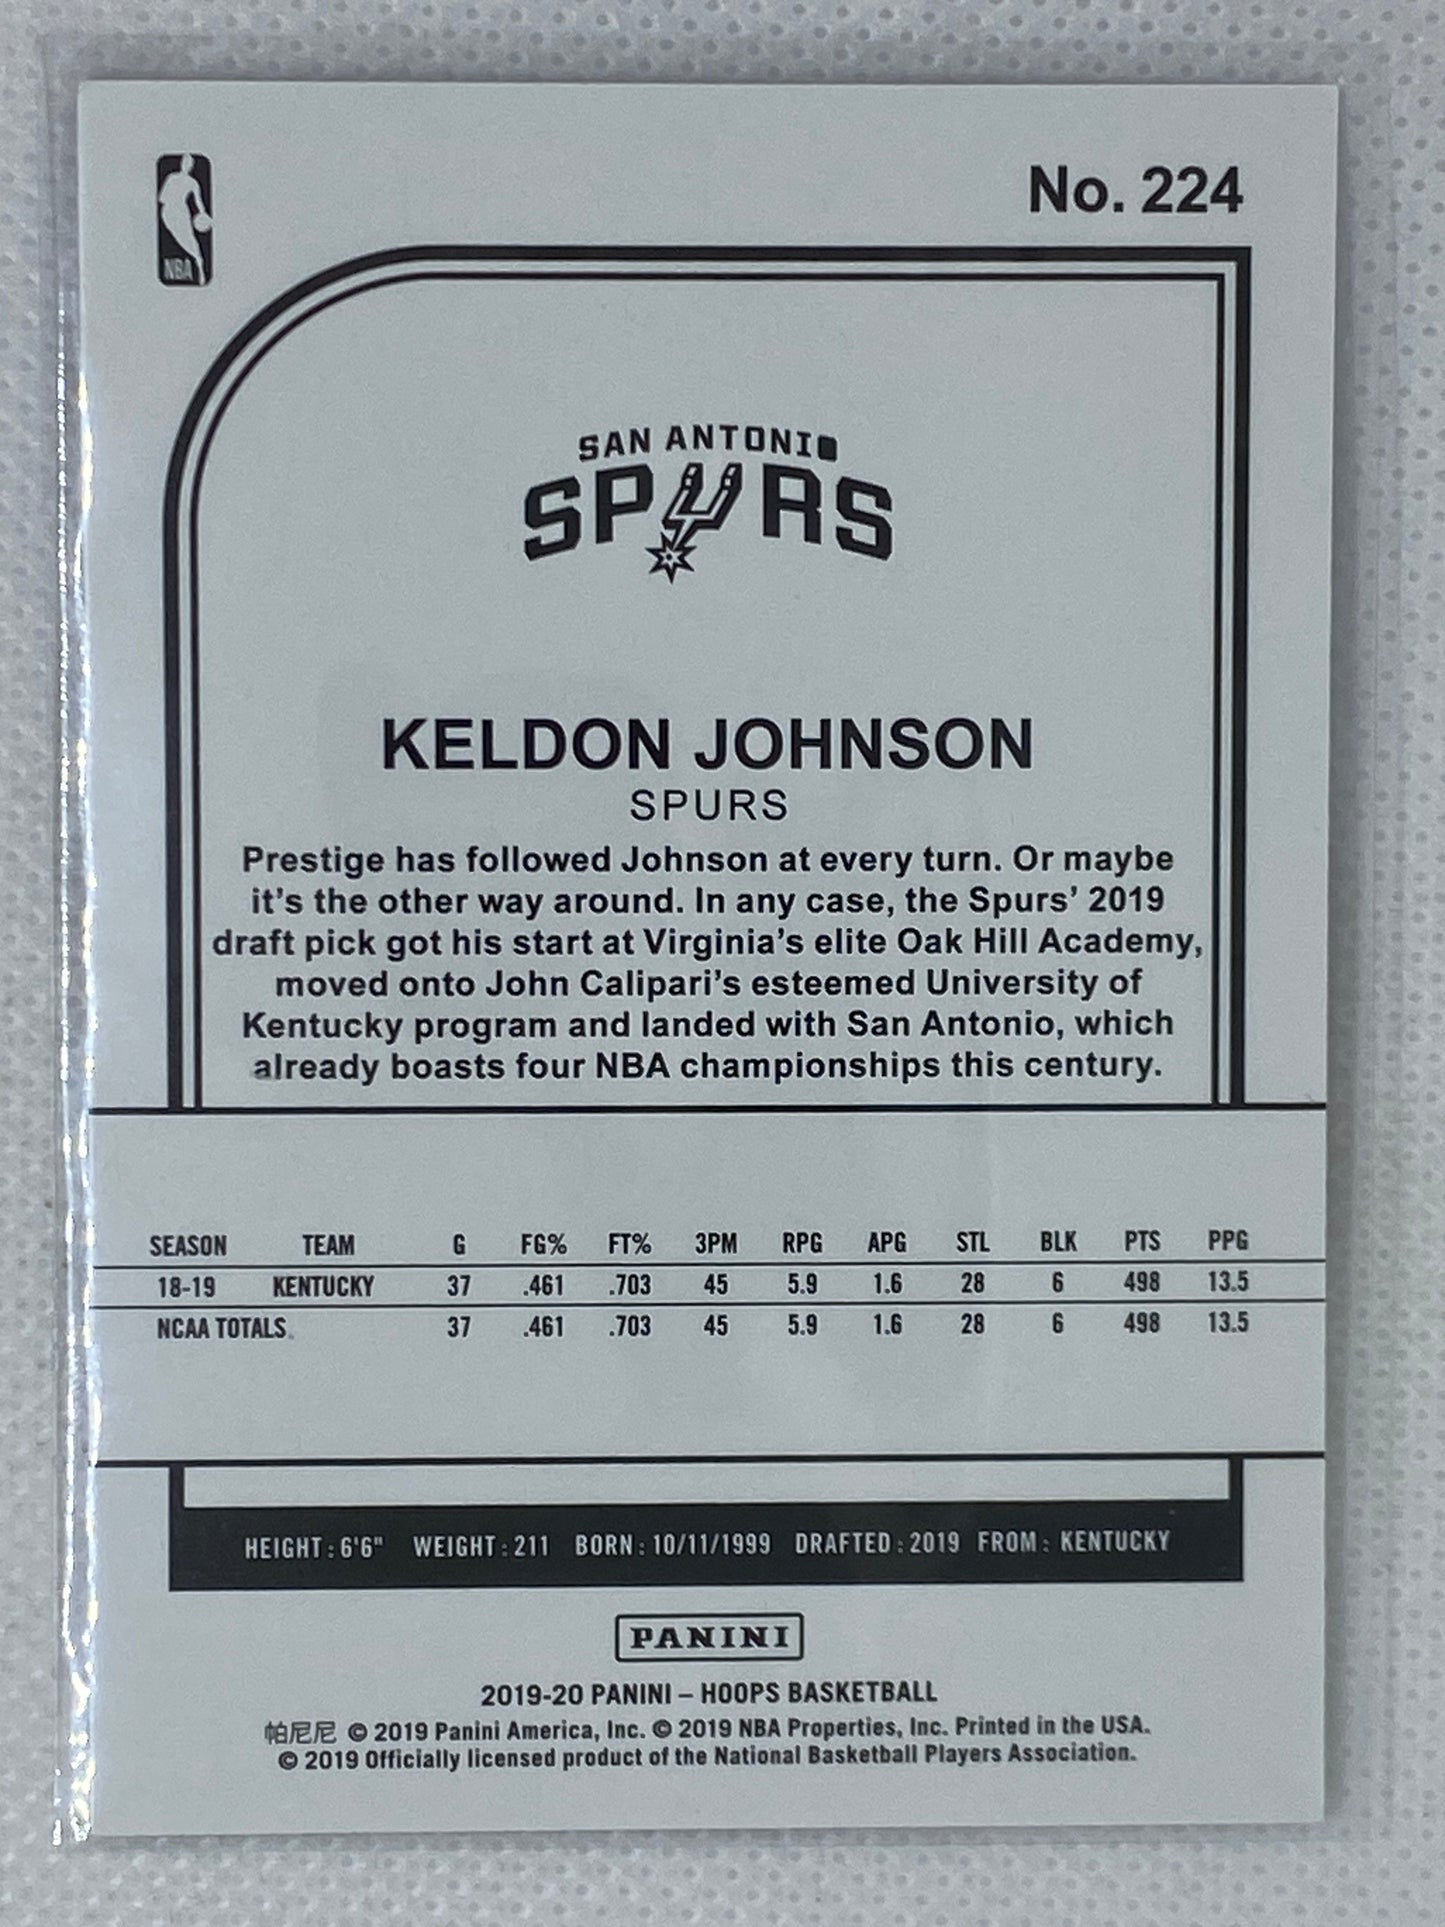 NBA
No. 224
SAN ANTONIO
SPURS
KELDON JOHNSON
SPURS
Prestige has followed Johnson at every turn. Or maybe
it's the other way around. In any case, the Spurs' 2019
draft pick got his start at Virginia's elite Oak Hill Academy,
moved onto John Calipari's esteemed University of
Kentucky program and landed with San Antonio, which
already boasts four NBA championships this century.
SEASON TEAM G FG% FT% 3PM RPG APG STL BLK PTS PPG
18-19 KENTUCKY 37 .461 .703 45 5.9 1.6 28 6 498 13.5
NCAA TOTALS 37 .461 .703 45 5.9 1.6 28 6 498 13.5
HEIGHT: 6'6" WEIGHT: 211 BORN: 10/11/1999 DRAFTED: 2019 FROM: KENTUCKY
PANINI
2019-20 PANINI – HOOPS BASKETBALL
帕尼尼 © 2019 Panini America, Inc. © 2019 NBA Properties, Inc. Printed in the USA.
© 2019 Officially licensed product of the National Basketball Players Association.